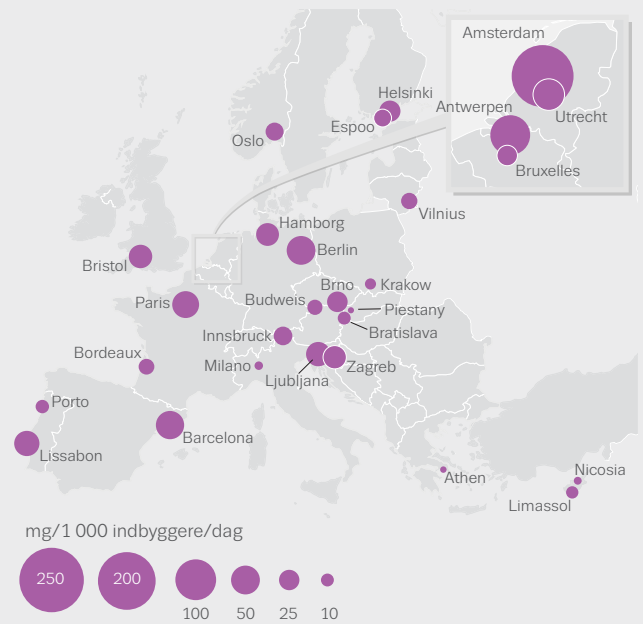 Amsterdam
Utrecht
Antwerpen
Bruxelles
Helsinki
Espoo
Oslo
Vilnius
Hamborg
Berlin
Bristol
Krakow
Brno
Budweis
Paris
Piestany
Bratislava
Innsbruck
Bordeaux
Milano
Zagreb
Ljubljana
Porto
Barcelona
Lissabon
Athen
Nicosia
Limassol
mg/1 000 indbyggere/dag
250
200
100
50
25
10